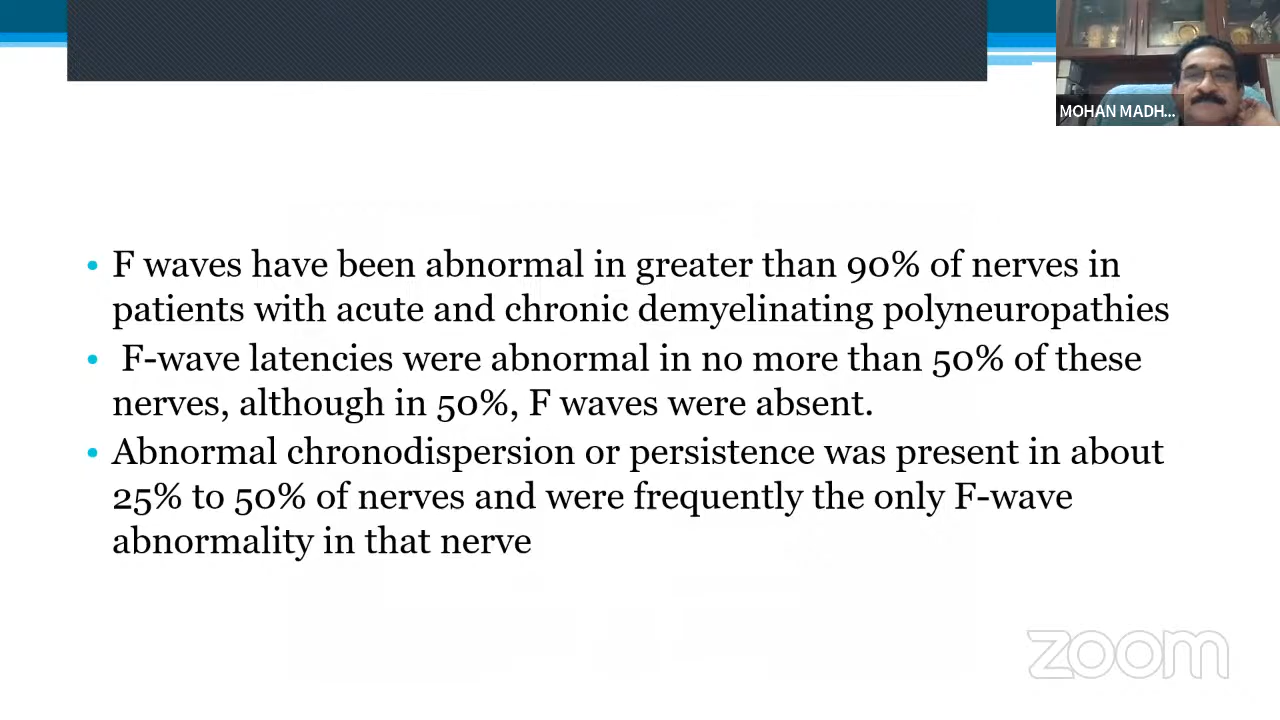 MOHAN MADH...
• F waves have been abnormal in greater than 90% of nerves in
patients with acute and chronic demyelinating polyneuropathies
• F-wave latencies were abnormal in no more than 50% of these
nerves, although in 50%, F waves were absent.
• Abnormal chronodispersion or persistence was present in about
25% to 50% of nerves and were frequently the only F-wave
abnormality in that nerve
zoom